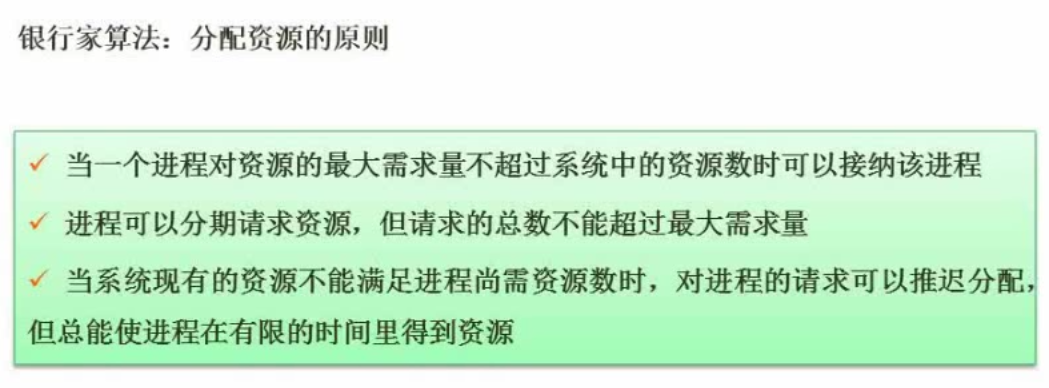 银行家算法：分配资源的原则
✓ 当一个进程对资源的最大需求量不超过系统中的资源数时可以接纳该进程
✓ 进程可以分期请求资源，但请求的总数不能超过最大需求量
✓ 当系统现有的资源不能满足进程尚需资源数时，对进程的请求可以推迟分配，
但总能使进程在有限的时间里得到资源